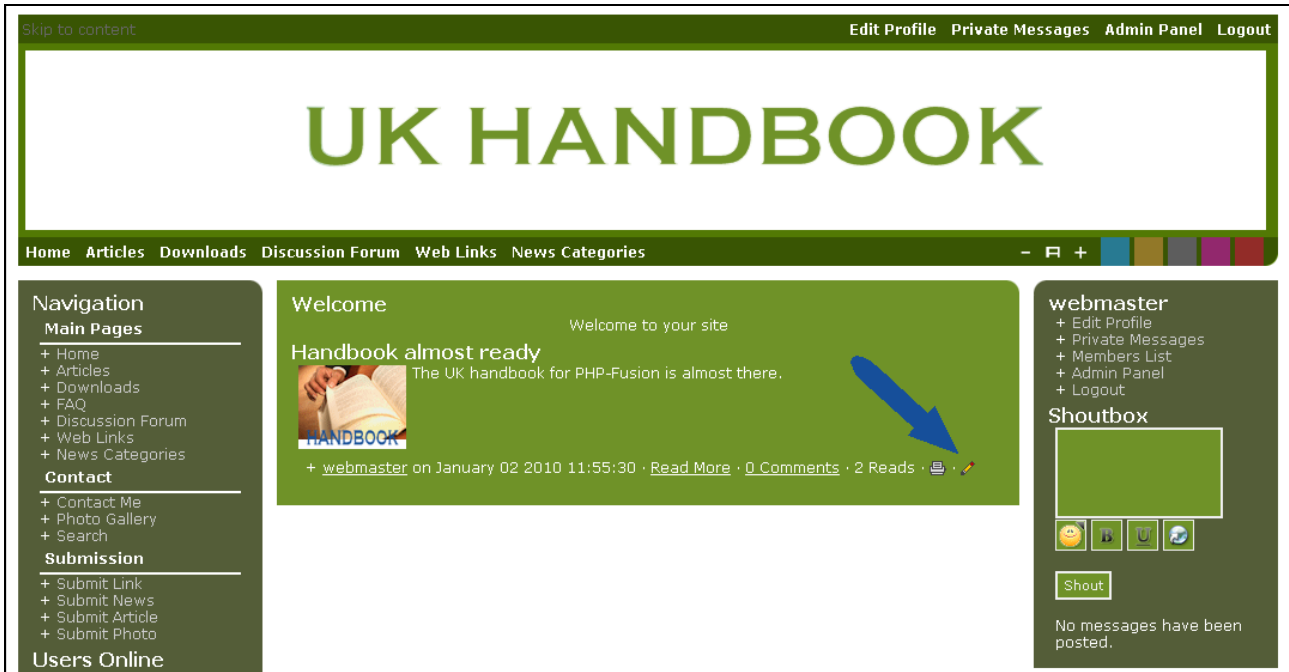 Skip to content
Edit Profile Private Messages Admin Panel Logout
UK HANDBOOK
Home Articles Downloads Discussion Forum Web Links News Categories
- A +
Navigation
Main Pages
+ Home
+ Articles
+ Downloads
+ FAQ
+ Discussion Forum
+ Web Links
+ News Categories
Contact
+ Contact Me
+ Photo Gallery
+ Search
Submission
+ Submit Link
+ Submit News
+ Submit Article
+ Submit Photo
Users Online
Welcome
Welcome to your site
Handbook almost ready
The UK handbook for PHP-Fusion is almost there.
HANDBOOK
+ webmaster on January 02 2010 11:55:30 · Read More · 0 Comments · 2 Reads · ·
webmaster
+ Edit Profile
+ Private Messages
+ Members List
+ Admin Panel
+ Logout
Shoutbox
B U
Shout
No messages have been
posted.